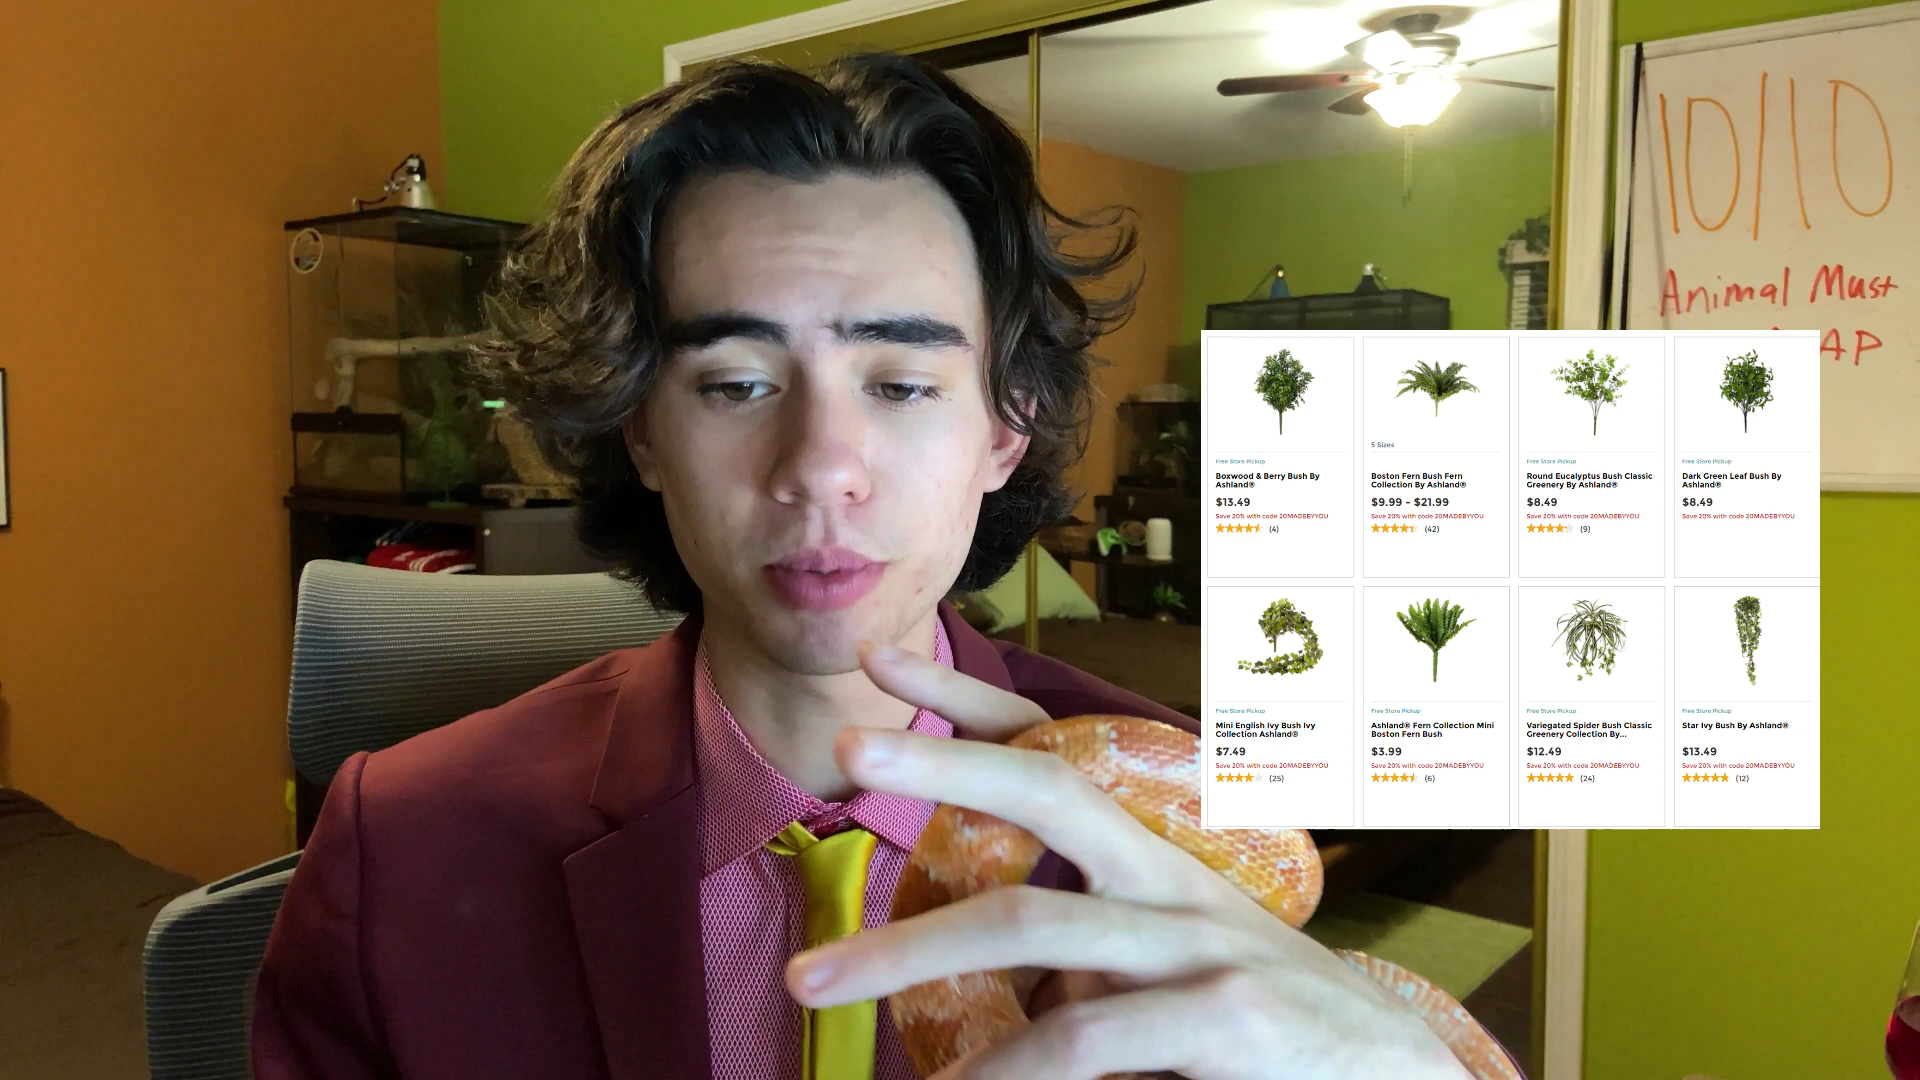 10/10
Animal Must
AP
5 Sizes
Free Store Pickup
Free Store Pickup
Free Store Pickup
Free Store Pickup
Boxwood & Berry Bush By
Ashland®
Boston Fern Bush Fern
Collection By Ashland®
Round Eucalyptus Bush Classic
Greenery By Ashland®
Dark Green Leaf Bush By
Ashland®
$13.49
$9.99 - $21.99
$8.49
$8.49
Save 20% with code 20MADEBYYOU
Save 20% with code 20MADEBYYOU
Save 20% with code 20MADEBYYOU
Save 20% with code 20MADEBYYOU
(4)
(42)
(9)
Free Store Pickup
Free Store Pickup
Free Store Pickup
Free Store Pickup
Mini English Ivy Bush Ivy
Collection Ashland®
Ashland® Fern Collection Mini
Boston Fern Bush
Variegated Spider Bush Classic
Greenery Collection By...
Star Ivy Bush By Ashland®
$7.49
$3.99
$12.49
$13.49
Save 20% with code 20MADEBYYOU
Save 20% with code 20MADEBYYOU
Save 20% with code 20MADEBYYOU
Save 20% with code 20MADEBYYOU
(25)
(6)
(24)
(12)